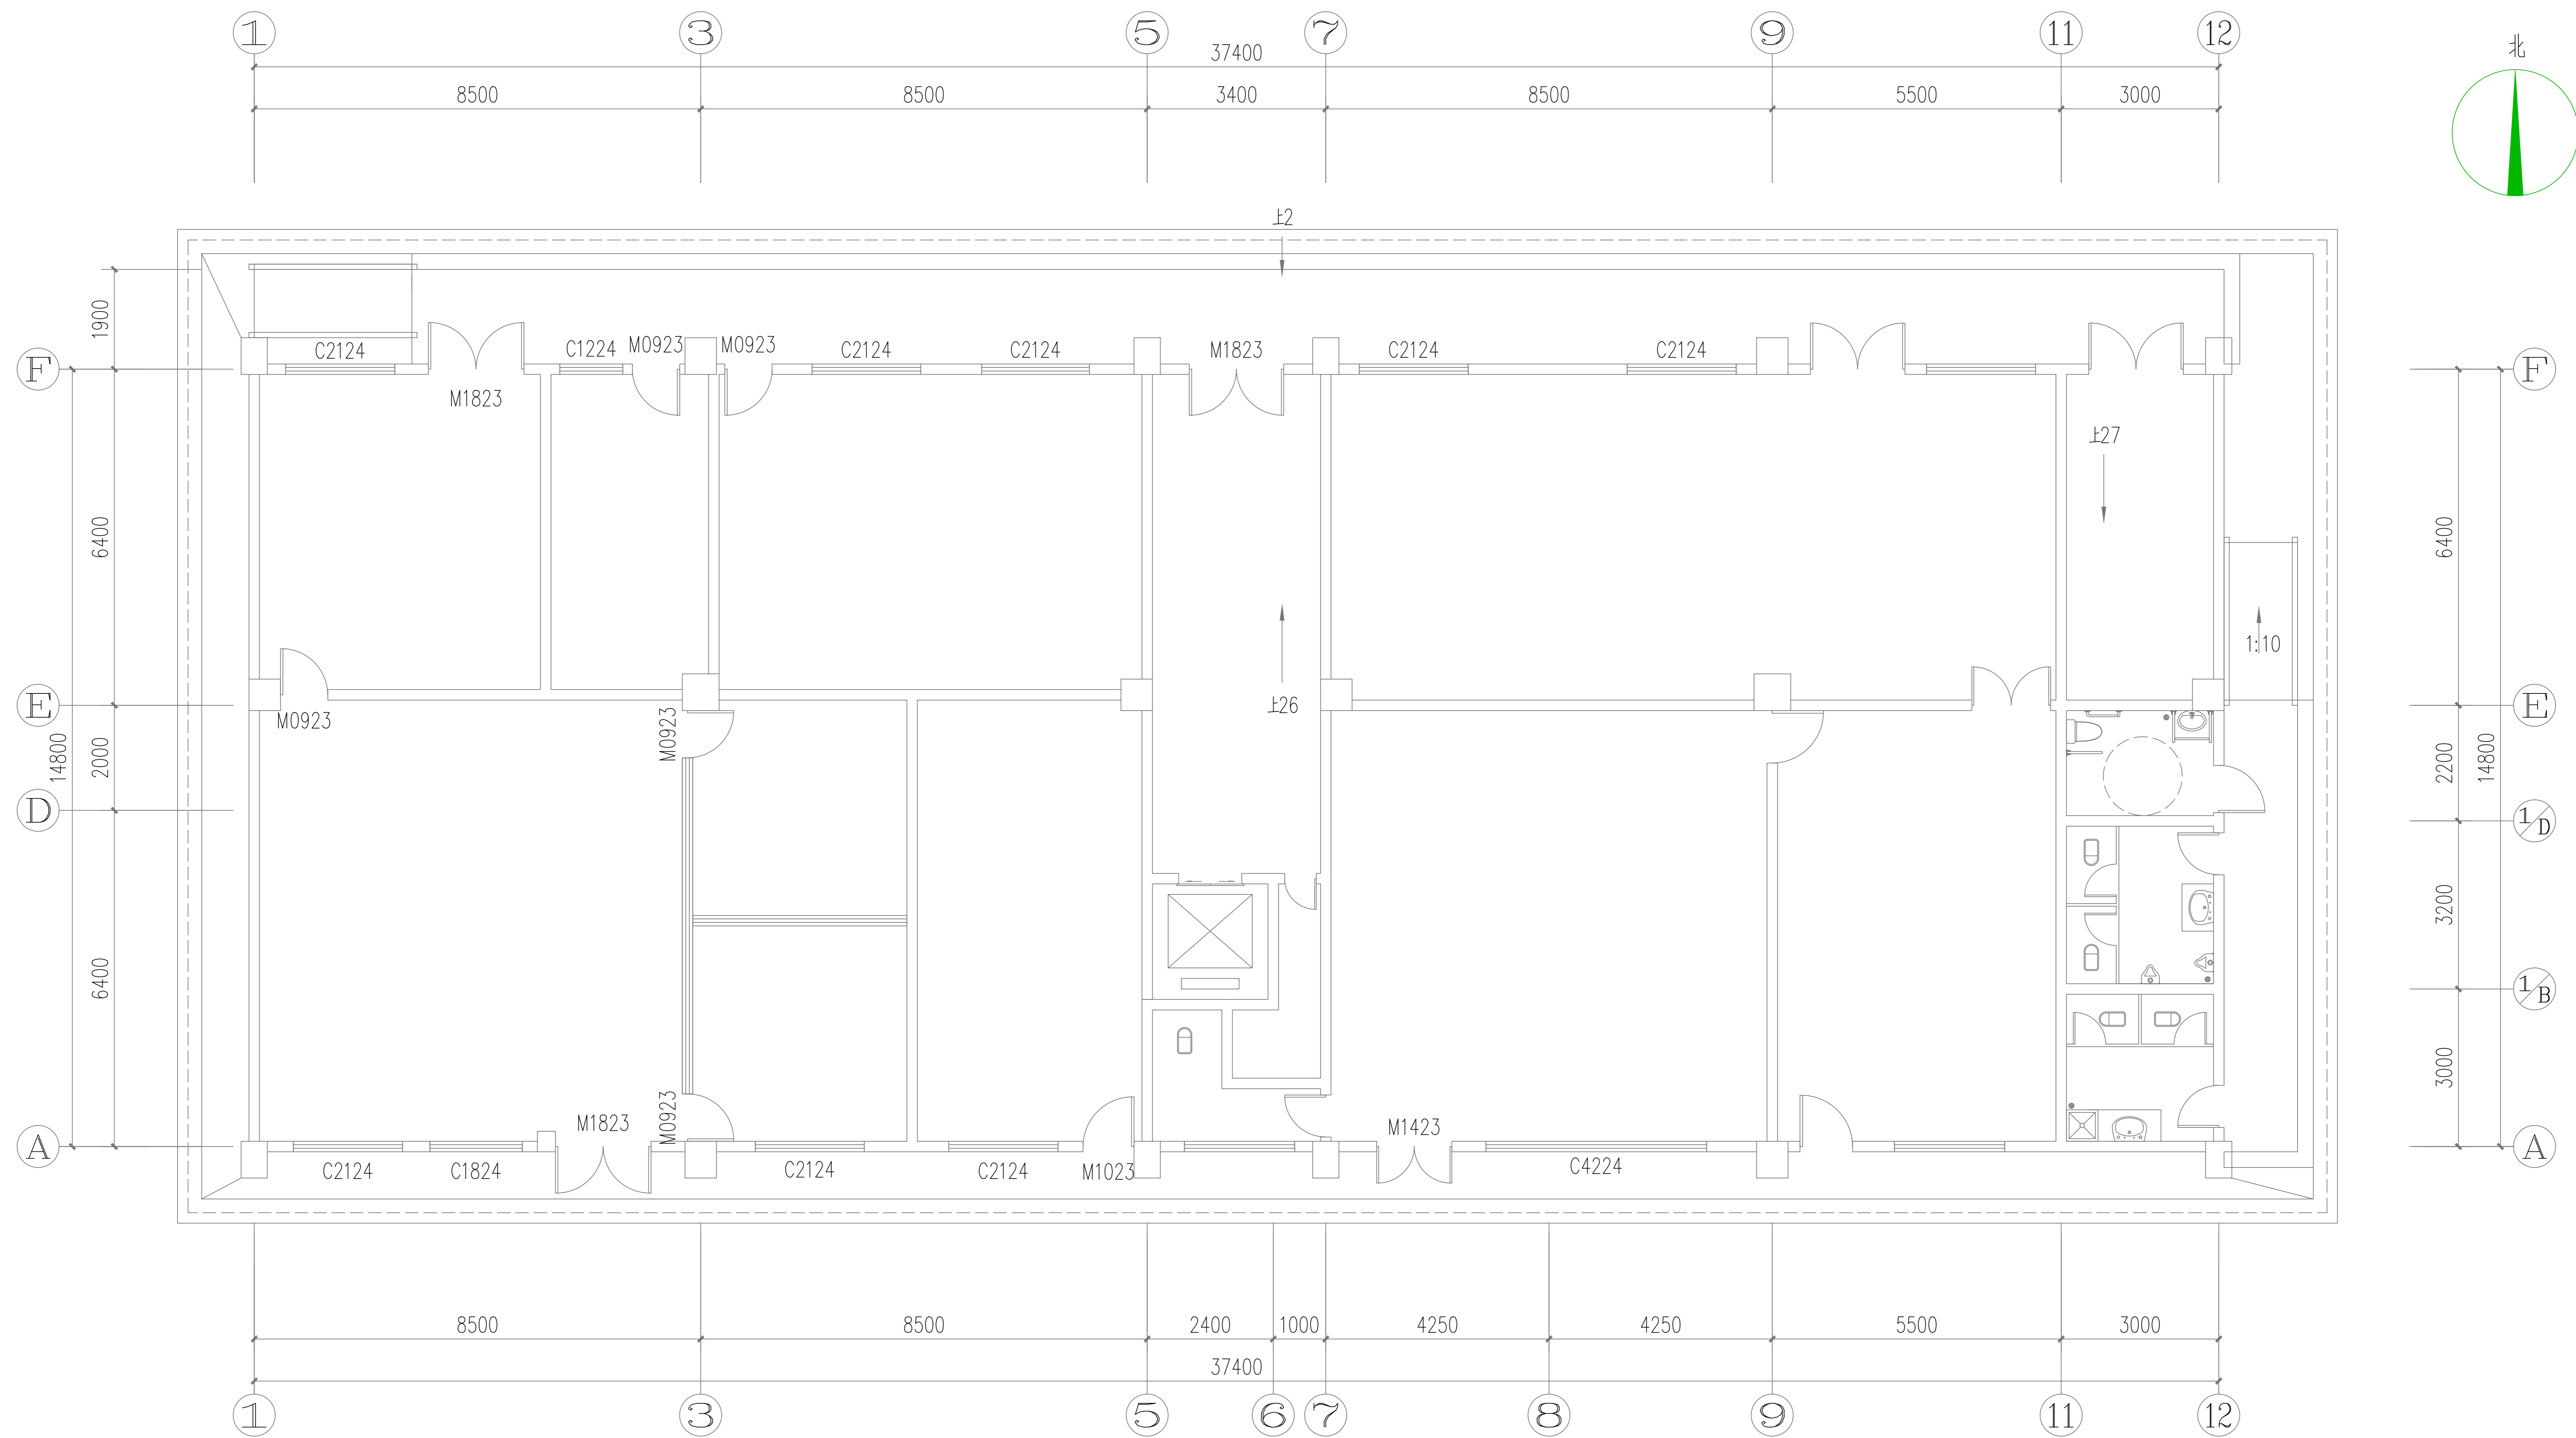 1 3 5 7 9 11 12
北
37400
8500 8500 3400 8500 5500 3000
上2
1900
C2124 C1224 M0923 M0923 C2124 C2124 M1823 C2124 C2124
F F
M1823
上27
6400 6400
1:10
E M0923 M0923 上26 E
14800 2000 2200 14800
D 1/D
3200
6400
1/B
3000
M1823 M0923 M1423
A A
C2124 C1824 C2124 C2124 M1023 C4224
8500 8500 2400 1000 4250 4250 5500 3000
37400
1 3 5 6 7 8 9 11 12